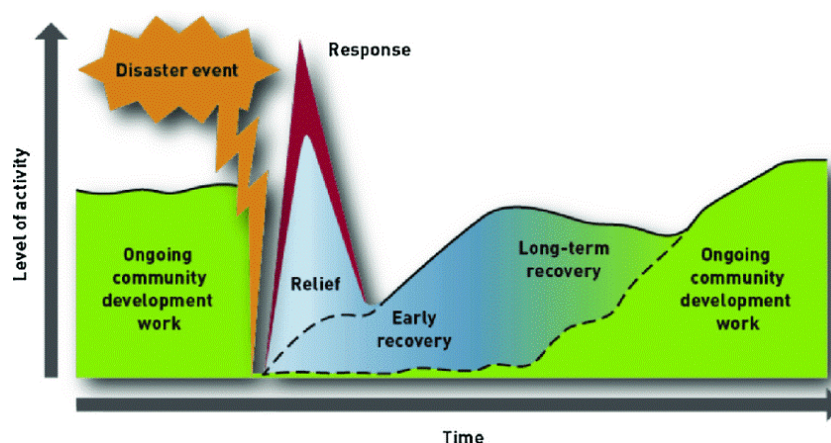 Disaster event
Response
Level of activity
Ongoing
community
development
work
Relief
Early
recovery
Long-term
recovery
Ongoing
community
development
work
Time